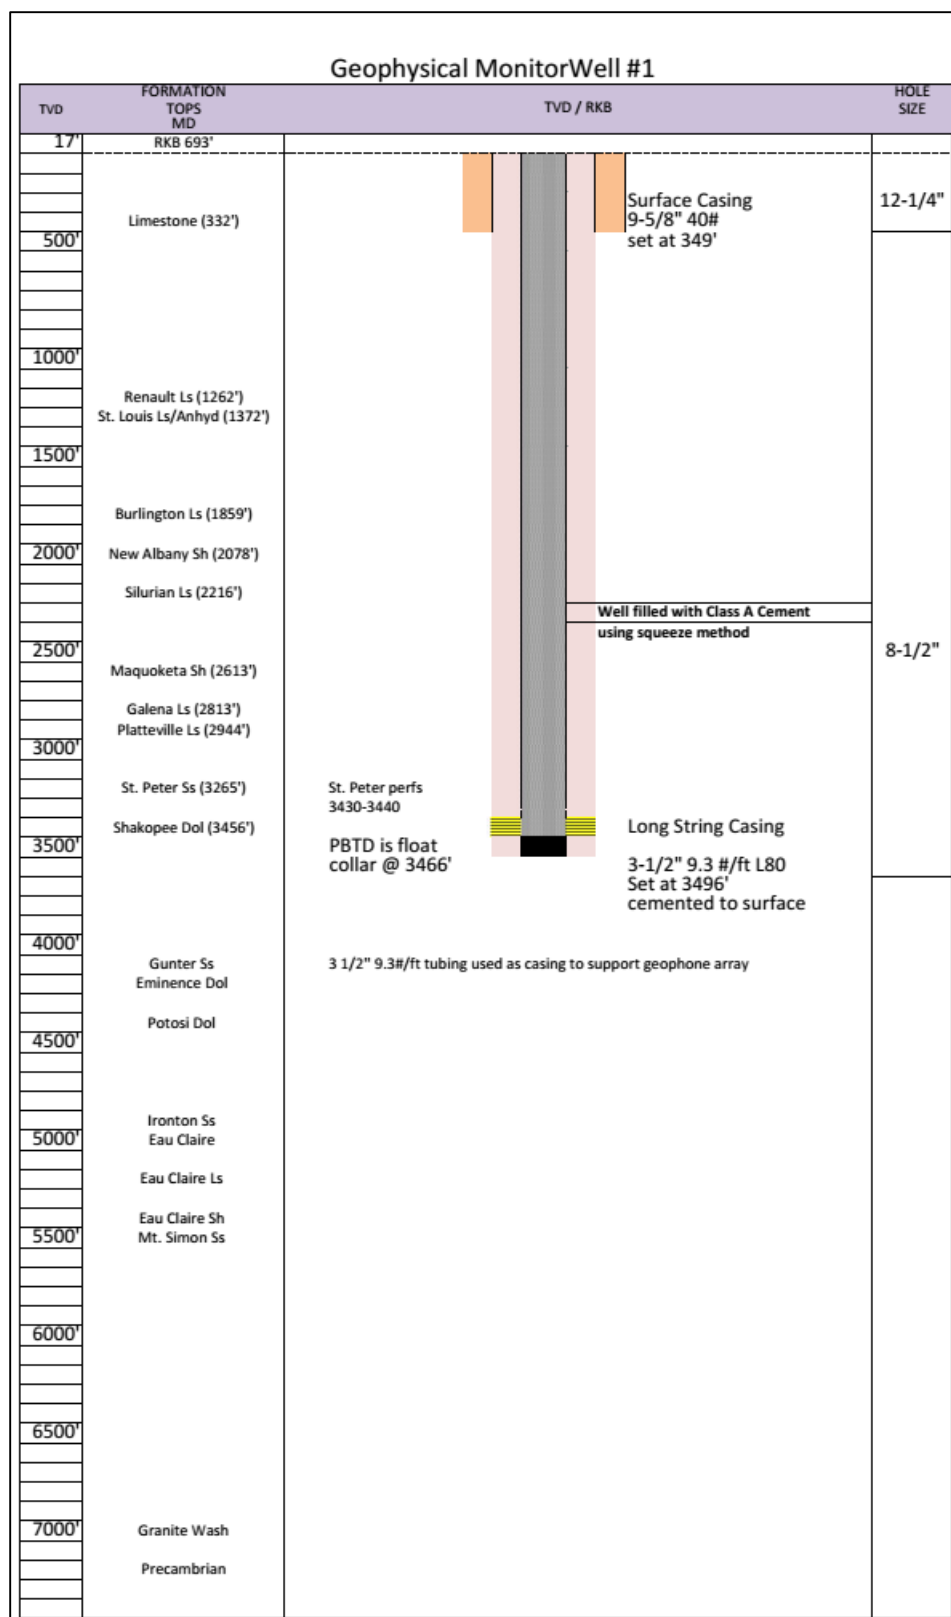 Geophysical MonitorWell #1
TVD
FORMATION
TOPS
MD
TVD / RKB
HOLE
SIZE
17'
RKB 693'
Surface Casing
9-5/8" 40#
set at 349'
12-1/4"
Limestone (332')
500'
1000'
Renault Ls (1262')
St. Louis Ls/Anhyd (1372')
1500'
Burlington Ls (1859')
2000'
New Albany Sh (2078')
Silurian Ls (2216')
Well filled with Class A Cement
using squeeze method
2500'
8-1/2"
Maquoketa Sh (2613')
Galena Ls (2813')
Platteville Ls (2944')
3000'
St. Peter Ss (3265')
St. Peter perfs
3430-3440
Shakopee Dol (3456')
Long String Casing
3500'
PBTD is float
collar @ 3466'
3-1/2" 9.3 #/ft L80
Set at 3496'
cemented to surface
4000'
Gunter Ss
3 1/2" 9.3#/ft tubing used as casing to support geophone array
Eminence Dol
Potosi Dol
4500'
Ironton Ss
5000'
Eau Claire
Eau Claire Ls
Eau Claire Sh
5500'
Mt. Simon Ss
6000'
6500'
7000'
Granite Wash
Precambrian